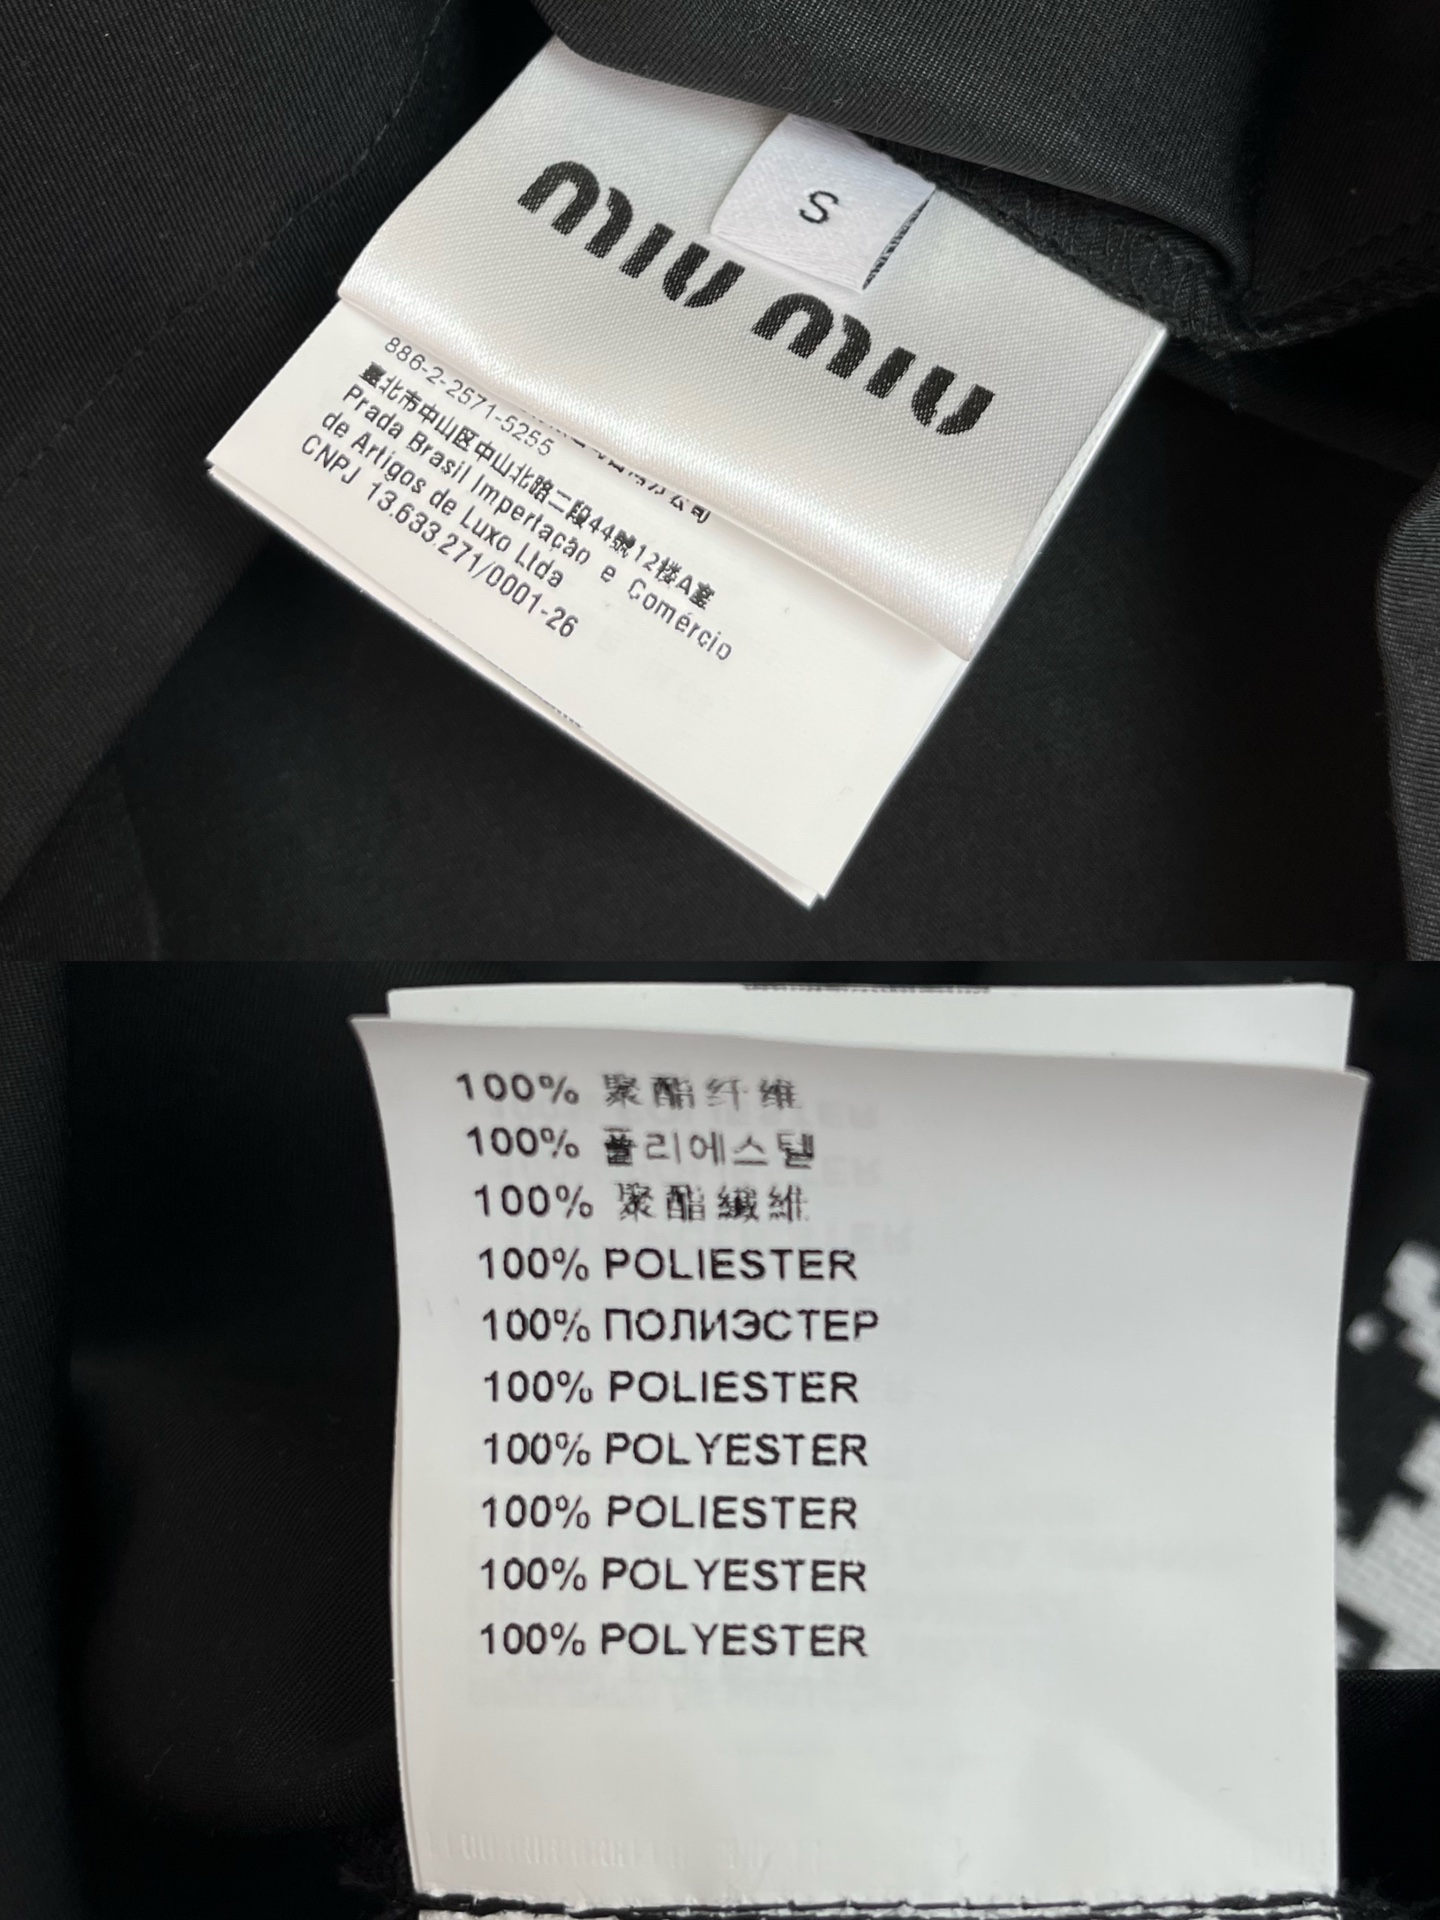 S
miu miu
886-2-2571-5255
臺北市中山区中山北路二段44號12楼A室
Prada Brasil Impertação e Comércio
de Artigos de Luxo Ltda
CNPJ 13.633.271/0001-26
100% 聚酯纤维
100% 폴리에스텔
100% 聚酯纖維
100% POLIESTER
100% ПОЛИЭСТЕР
100% POLIESTER
100% POLYESTER
100% POLIESTER
100% POLYESTER
100% POLYESTER